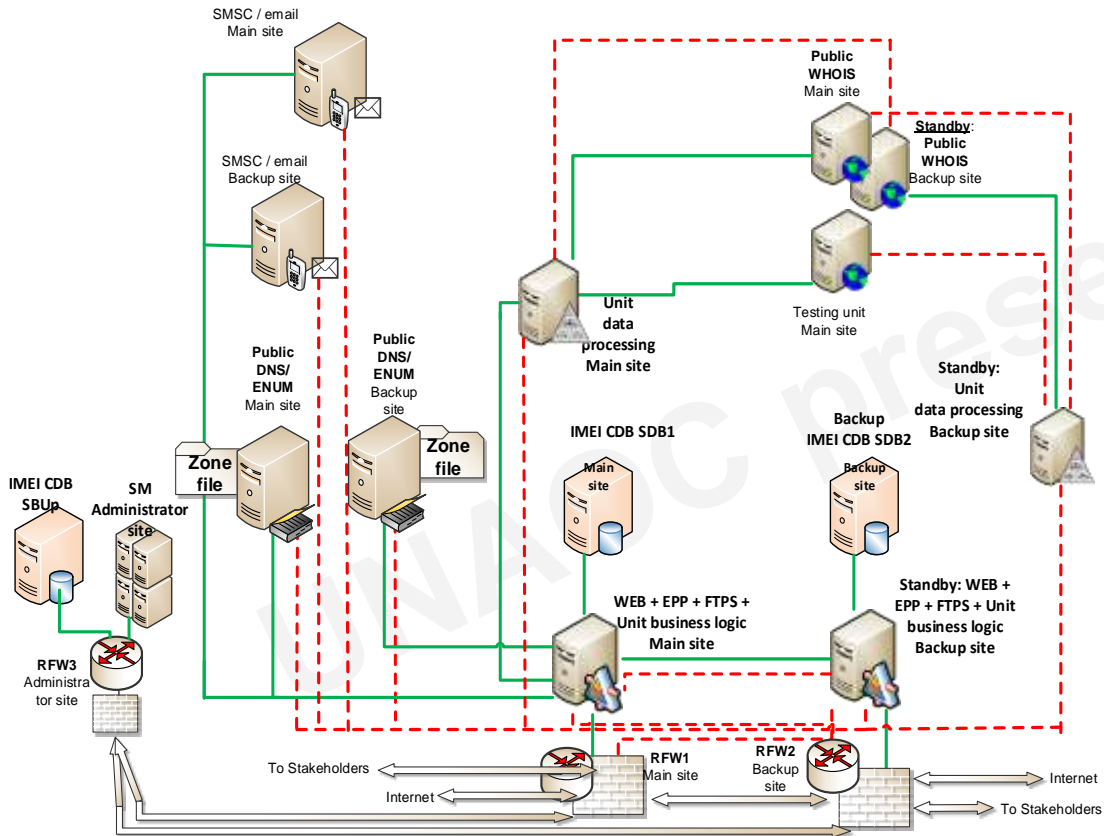 SMSC / email
Main site
SMSC / email
Backup site
Public
WHOIS
Main site
Standby:
Public
WHOIS
Backup site
Testing unit
Main site
Unit
data
processing
Main site
Standby:
Unit
data processing
Backup site
Public
DNS/
ENUM
Main site
Public
DNS/
ENUM
Backup
site
Zone
file
Zone
file
IMEI CDB
SBUp
SM
Administrator
site
IMEI CDB SDB1
Main
site
Backup
IMEI CDB SDB2
Backup
site
WEB + EPP + FTPS +
Unit business logic
Main site
Standby: WEB +
EPP + FTPS + Unit
business logic
Backup site
RFW3
Administra
tor site
RFW1
Main site
RFW2
Backup
site
To Stakeholders
Internet
Internet
To Stakeholders
UNAOC prese